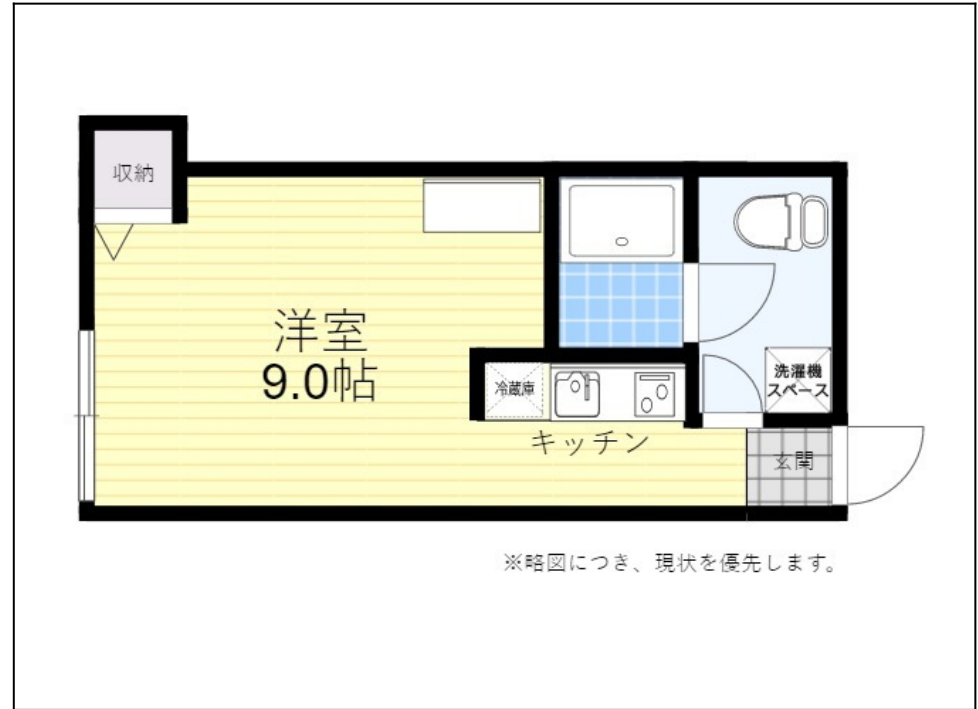 収納
洋室
9.0帖
冷蔵庫
キッチン
洗濯機
スペース
玄関
※略図につき、現状を優先します。